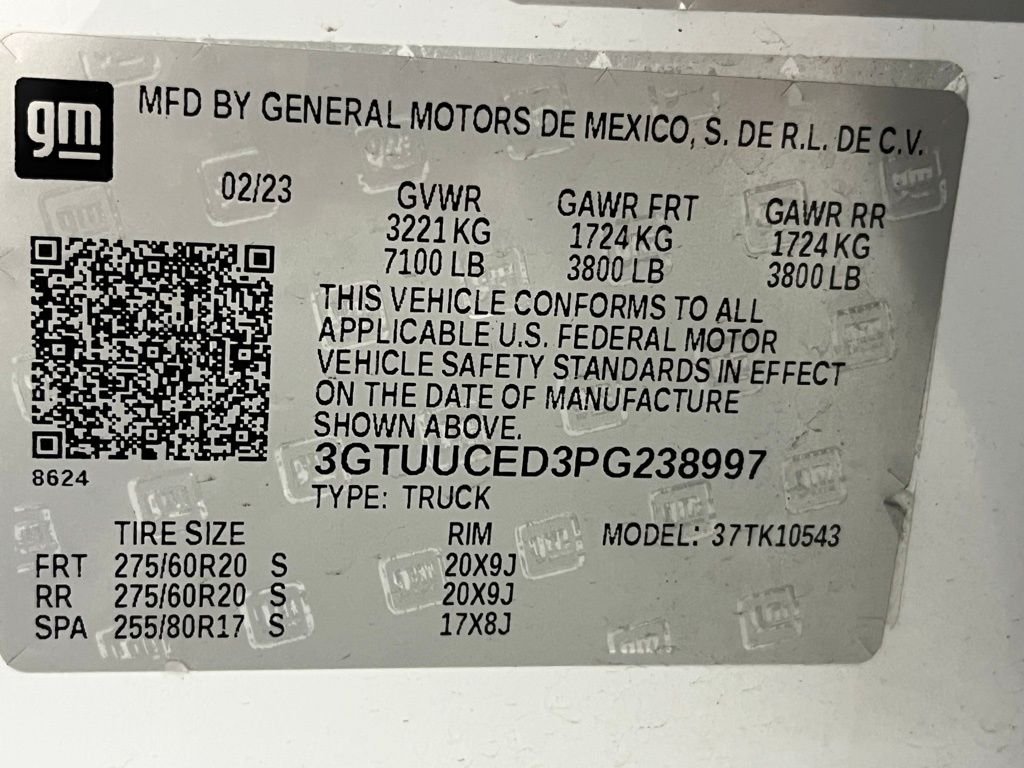 gm
MFD BY GENERAL MOTORS DE MEXICO, S. DE R.L. DE C.V.
02/23 GVWR GAWR FRT GAWR RR
3221 KG 1724 KG 1724 KG
7100 LB 3800 LB 3800 LB
THIS VEHICLE CONFORMS TO ALL
APPLICABLE U.S. FEDERAL MOTOR
VEHICLE SAFETY STANDARDS IN EFFECT
ON THE DATE OF MANUFACTURE
SHOWN ABOVE.
8624
3GTUUCED3PG238997
TYPE: TRUCK
TIRE SIZE RIM MODEL: 37TK10543
FRT 275/60R20 S 20X9J
RR 275/60R20 S 20X9J
SPA 255/80R17 S 17X8J